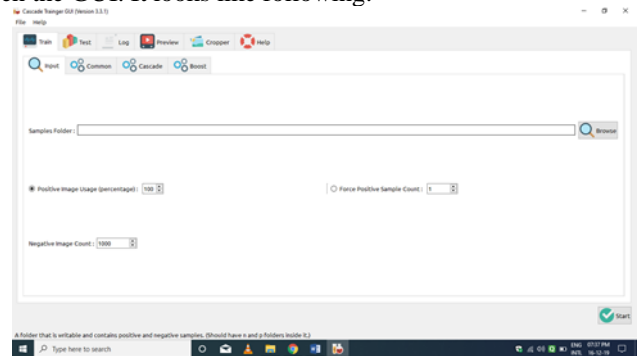 the GUI. It looks like following:
Cascade Trainger GUI (Version 3.3.1)
File Help
Train Test Log Preview Cropper Help
Input Common Cascade Boost
Samples Folder : Browse
Positive Image Usage (percentage) : 100 Force Positive Sample Count : 1
Negative Image Count : 1000
Start
A folder that is writable and contains positive and negative samples. (Should have n and p folders inside it.)
Type here to search ENG 07:37 PM
INTL 16-12-19